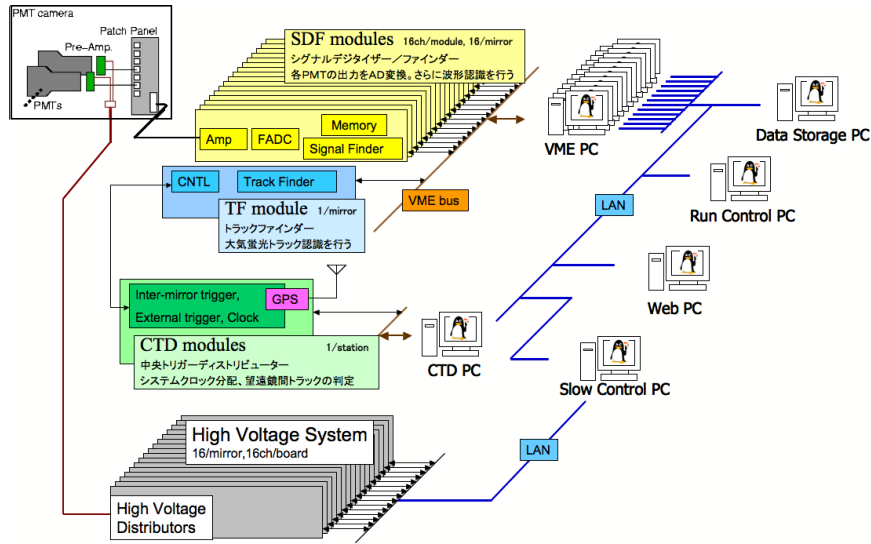 PMT camera
Patch Panel
Pre-Amp.
PMTs
SDF modules 16ch/module, 16/mirror
シグナルデジタイザー／ファインダー
各PMTの出力をAD変換。さらに波形認識を行う
Memory
Amp
FADC
Signal Finder
CNTL
Track Finder
TF module 1/mirror
トラックファインダー
大気蛍光トラック認識を行う
VME bus
VME PC
Data Storage PC
Run Control PC
LAN
Web PC
Inter-mirror trigger,
GPS
External trigger, Clock
CTD modules 1/station
中央トリガーディストリビューター
システムクロック分配、望遠鏡間トラックの判定
CTD PC
Slow Control PC
High Voltage System
16/mirror,16ch/board
LAN
High Voltage
Distributors